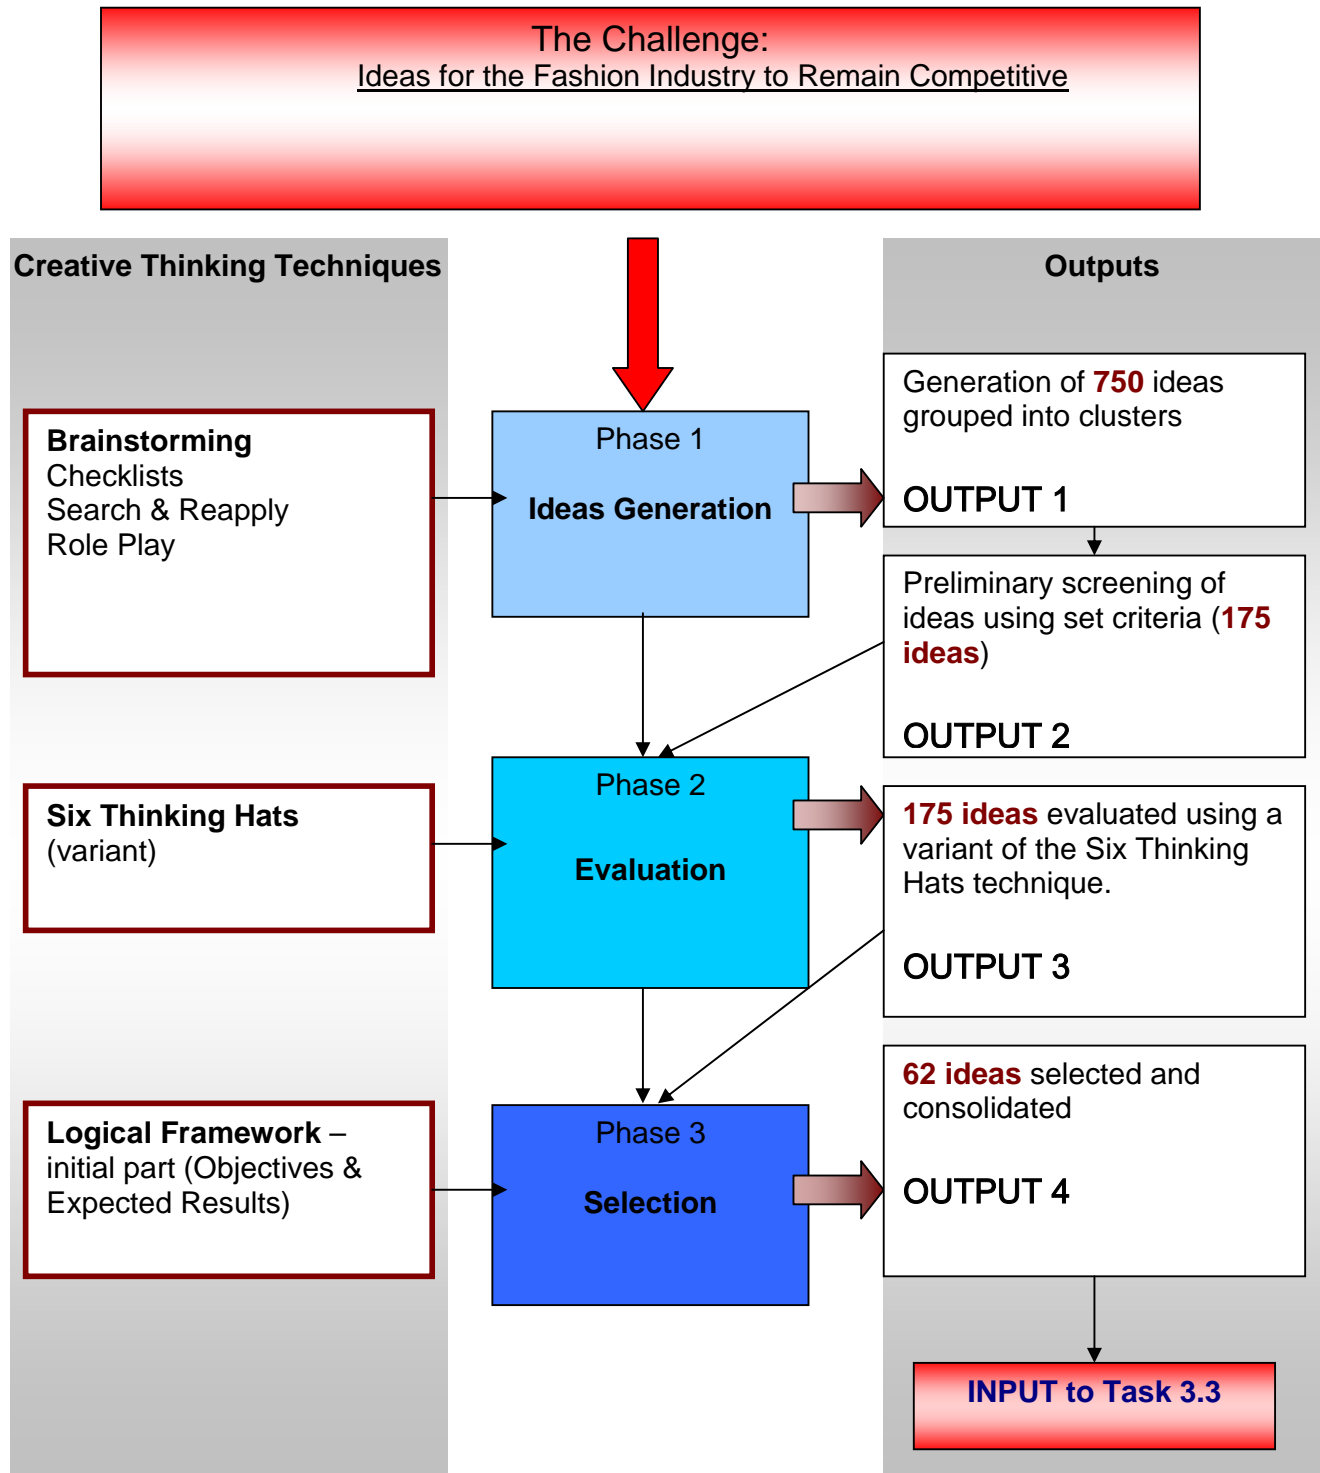 The Challenge:
Ideas for the Fashion Industry to Remain Competitive
Creative Thinking Techniques
Outputs
Brainstorming
Checklists
Search & Reapply
Role Play
Phase 1
Ideas Generation
Generation of 750 ideas
grouped into clusters
OUTPUT 1
Preliminary screening of
ideas using set criteria (175
ideas)
OUTPUT 2
Six Thinking Hats
(variant)
Phase 2
Evaluation
175 ideas evaluated using a
variant of the Six Thinking
Hats technique.
OUTPUT 3
Logical Framework –
initial part (Objectives &
Expected Results)
Phase 3
Selection
62 ideas selected and
consolidated
OUTPUT 4
INPUT to Task 3.3